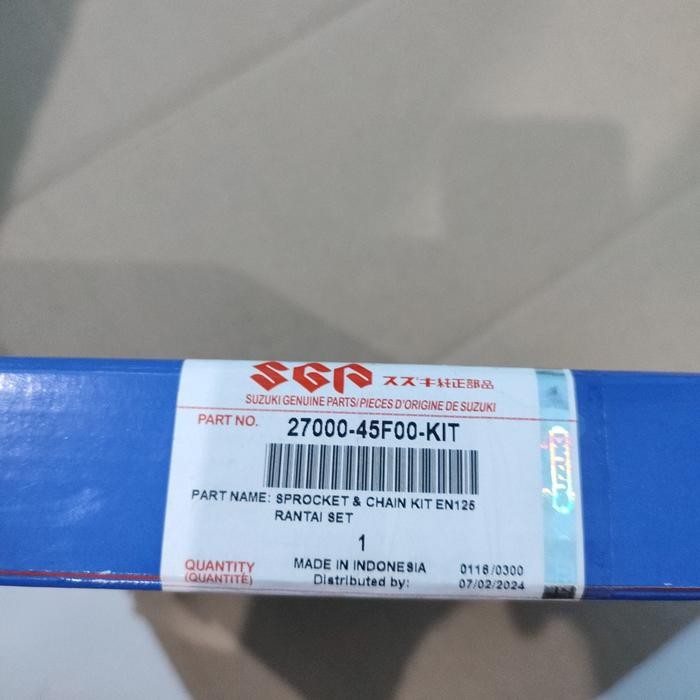 SGP スズキ純正部品
SUZUKI GENUINE PARTS/PIECES D'ORIGINE DE SUZUKI
PART NO. 27000-45F00-KIT
PART NAME: SPROCKET & CHAIN KIT EN125
RANTAI SET
1
QUANTITY
(QUANTITÉ)
MADE IN INDONESIA 0116/0300
Distributed by: 07/02/2024
SUZUKI